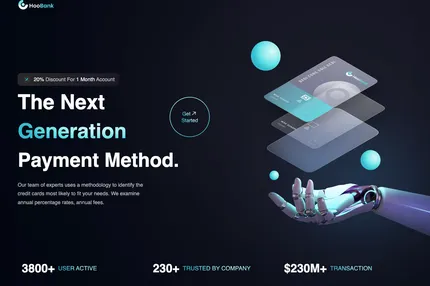 HooBank
20% Discount For 1 Month Account
The Next
Generation
Payment Method.
Get ↗
Started
Our team of experts uses a methodology to identify the
credit cards most likely to fit your needs. We examine
annual percentage rates, annual fees.
HooBank
3800+ USER ACTIVE
230+ TRUSTED BY COMPANY
$230M+ TRANSACTION